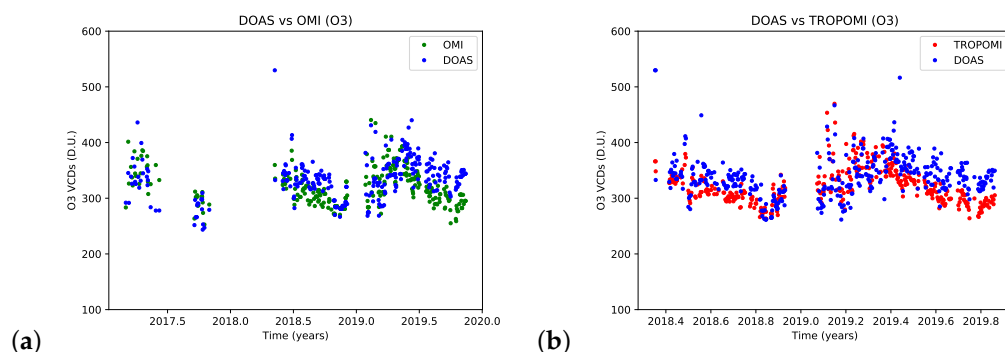 DOAS vs OMI (O3)
600
500
400
300
200
100
O3 VCDs (D.U.)
OMI
DOAS
2017.5 2018.0 2018.5 2019.0 2019.5 2020.0
Time (years)
(a)
DOAS vs TROPOMI (O3)
600
500
400
300
200
100
O3 VCDs (D.U.)
TROPOMI
DOAS
2018.4 2018.6 2018.8 2019.0 2019.2 2019.4 2019.6 2019.8
Time (years)
(b)